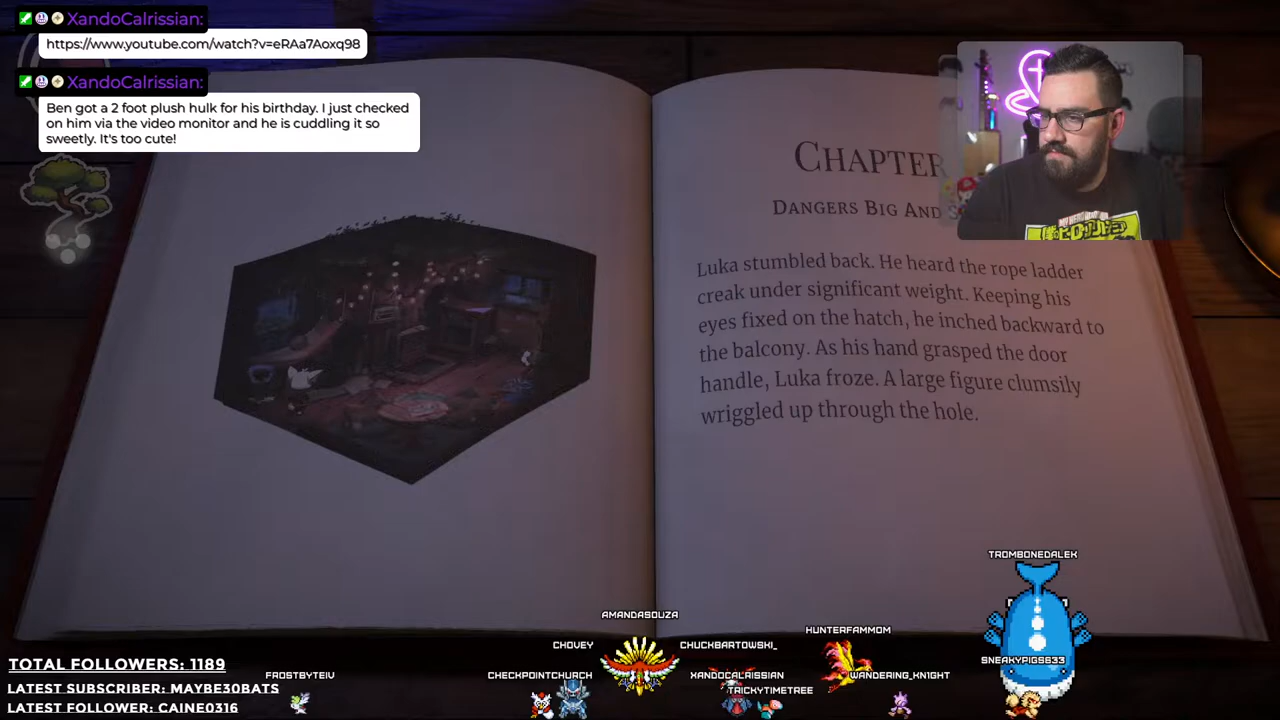 XandoCalrissian:
https://www.youtube.com/watch?v=eRAa7Aoxq98
XandoCalrissian:
Ben got a 2 foot plush hulk for his birthday. I just checked
on him via the video monitor and he is cuddling it so
sweetly. It's too cute!
CHAPTER
DANGERS BIG AND
Luka stumbled back. He heard the rope ladder
creak under significant weight. Keeping his
eyes fixed on the hatch, he inched backward to
the balcony. As his hand grasped the door
handle, Luka froze. A large figure clumsily
wriggled up through the hole.
TROMBONEDALEK
AMANDASOUZA
HUNTERFAMMOM
CHOVEY
CHUCKBARTOWSKI_
SNEAKYPIGS633
TOTAL FOLLOWERS: 1189
FROSTBYTEIV
CHECKPOINTCHURCH
XANDOCALRISSIAN
WANDERING_KN1GHT
LATEST SUBSCRIBER: MAYBE30BATS
TRICKYTIMETREE
LATEST FOLLOWER: CAINE0316